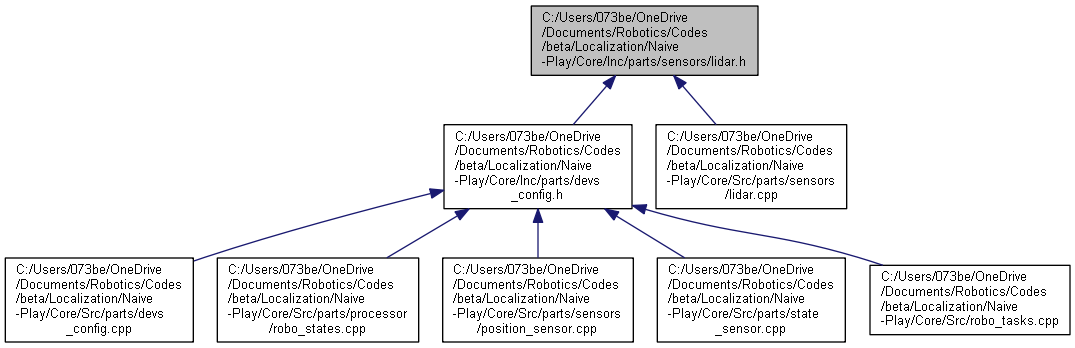 C:/Users/073be/OneDrive
/Documents/Robotics/Codes
/beta/Localization/Naive
-Play/Core/Inc/parts/sensors/lidar.h
C:/Users/073be/OneDrive
/Documents/Robotics/Codes
/beta/Localization/Naive
-Play/Core/Inc/parts/devs
_config.h
C:/Users/073be/OneDrive
/Documents/Robotics/Codes
/beta/Localization/Naive
-Play/Core/Src/parts/sensors
/lidar.cpp
C:/Users/073be/OneDrive
/Documents/Robotics/Codes
/beta/Localization/Naive
-Play/Core/Src/parts/devs
_config.cpp
C:/Users/073be/OneDrive
/Documents/Robotics/Codes
/beta/Localization/Naive
-Play/Core/Src/parts/processor
/robo_states.cpp
C:/Users/073be/OneDrive
/Documents/Robotics/Codes
/beta/Localization/Naive
-Play/Core/Src/parts/sensors
/position_sensor.cpp
C:/Users/073be/OneDrive
/Documents/Robotics/Codes
/beta/Localization/Naive
-Play/Core/Src/parts/state
_sensor.cpp
C:/Users/073be/OneDrive
/Documents/Robotics/Codes
/beta/Localization/Naive
-Play/Core/Src/robo_tasks.cpp